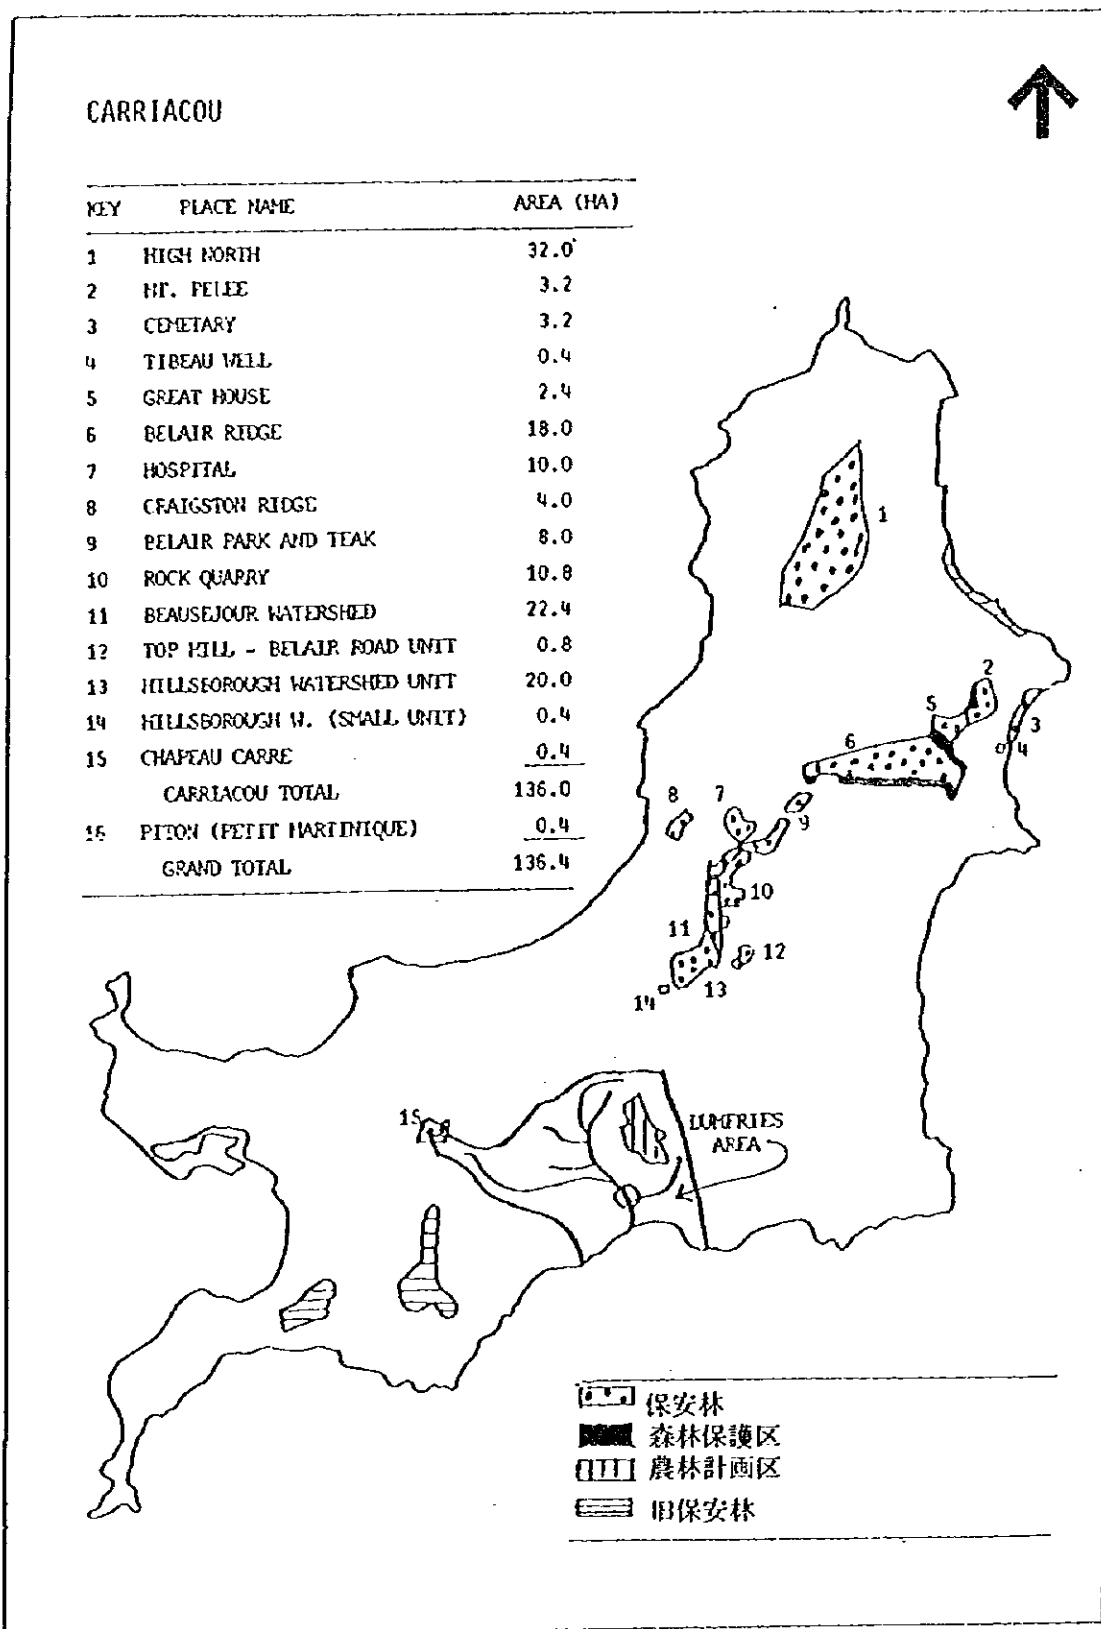 CARRIACOU
KEY PLACE NAME AREA (HA)
1 HIGH NORTH 32.0
2 MT. PELEE 3.2
3 CEMETARY 3.2
4 TIBEAU WELL 0.4
5 GREAT HOUSE 2.4
6 BELAIR RIDGE 18.0
7 HOSPITAL 10.0
8 CRAIGSTON RIDGE 4.0
9 BELAIR PARK AND TEAK 8.0
10 ROCK QUARRY 10.8
11 BEAUSEJOUR WATERSHED 22.4
12 TOP HILL - BELAIR ROAD UNIT 0.8
13 HILLSBOROUGH WATERSHED UNIT 20.0
14 HILLSBOROUGH W. (SMALL UNIT) 0.4
15 CHAPEAU CARRE 0.4
CARRIACOU TOTAL 136.0
16 PITON (PETIT MARTINIQUE) 0.4
GRAND TOTAL 136.4
1
2
5
3
6
4
8 7
9
10
11
12
14 13
15
DUMFRIES
AREA
保安林
森林保護区
農林計画区
旧保安林